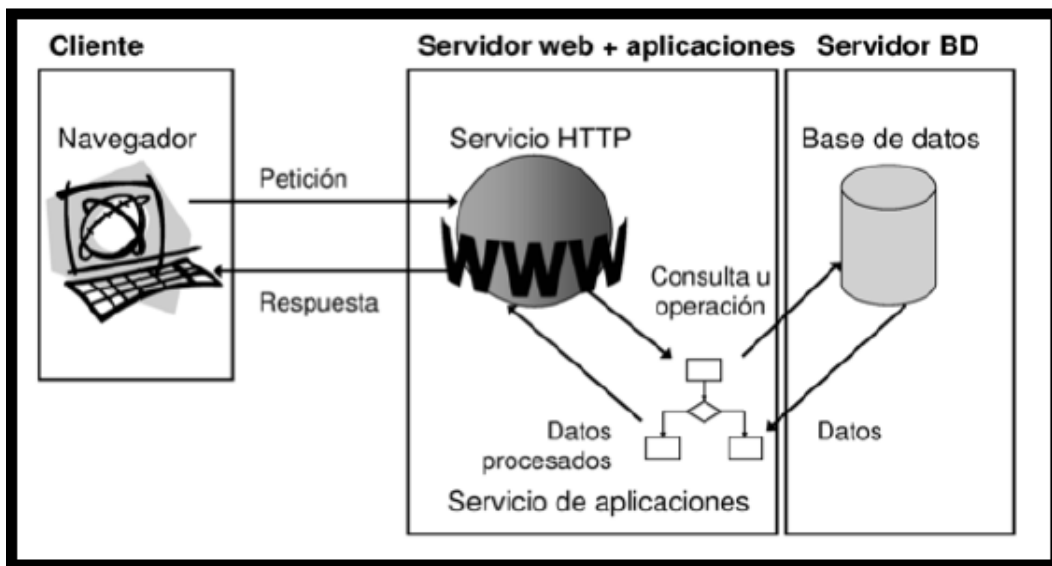 Cliente
Servidor web + aplicaciones
Servidor BD
Navegador
Servicio HTTP
Base de datos
Petición
WWW
Respuesta
Consulta u
operación
Datos
procesados
Datos
Servicio de aplicaciones